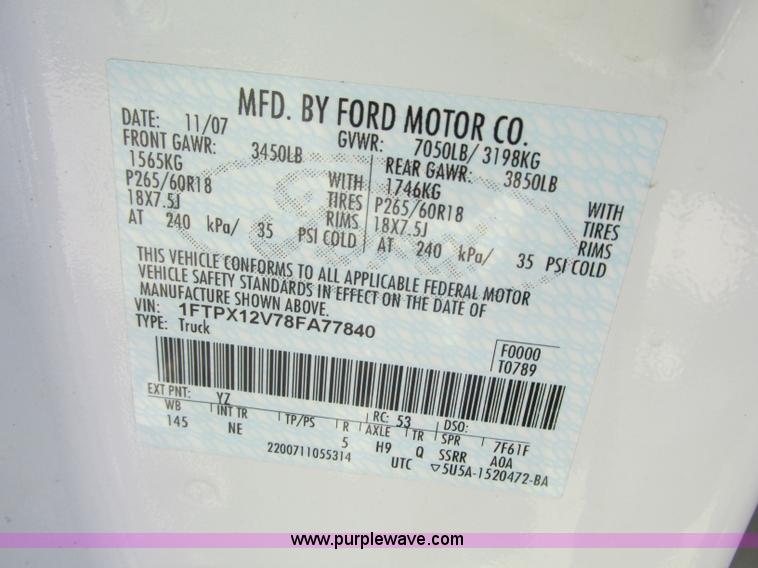 MFD. BY FORD MOTOR CO.
DATE: 11/07 GVWR: 7050LB/ 3198KG
FRONT GAWR: 3450LB REAR GAWR: 3850LB
1565KG WITH 1746KG WITH
P265/60R18 TIRES P265/60R18 TIRES
18X7.5J RIMS 18X7.5J RIMS
AT 240 kPa/ 35 PSI COLD AT 240 kPa/ 35 PSI COLD
THIS VEHICLE CONFORMS TO ALL APPLICABLE FEDERAL MOTOR
VEHICLE SAFETY STANDARDS IN EFFECT ON THE DATE OF
MANUFACTURE SHOWN ABOVE.
VIN: 1FTPX12V78FA77840
TYPE: Truck
F0000
T0789
EXT PNT: YZ RC: 53 DSO:
WB INT TR TP/PS R AXLE TR SPR 7F61F
145 NE 5 H9 Q SSRR A0A
2200711055314 UTC ▽5U5A-1520472-BA
www.purplewave.com